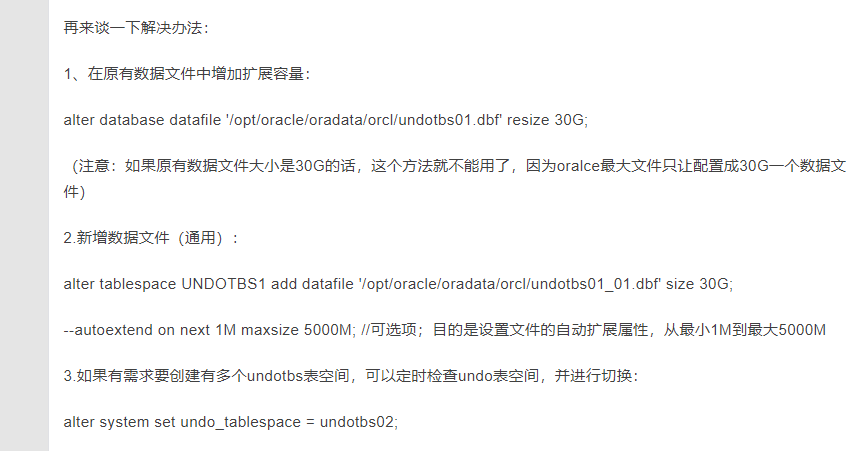 再来谈一下解决办法：
1、在原有数据文件中增加扩展容量：
alter database datafile '/opt/oracle/oradata/orcl/undotbs01.dbf' resize 30G;
（注意：如果原有数据文件大小是30G的话，这个方法就不能用了，因为oralce最大文件只让配置成30G一个数据文
件）
2.新增数据文件（通用）：
alter tablespace UNDOTBS1 add datafile '/opt/oracle/oradata/orcl/undotbs01_01.dbf' size 30G;
--autoextend on next 1M maxsize 5000M; //可选项；目的是设置文件的自动扩展属性，从最小1M到最大5000M
3.如果有需求要创建有多个undotbs表空间，可以定时检查undo表空间，并进行切换：
alter system set undo_tablespace = undotbs02;